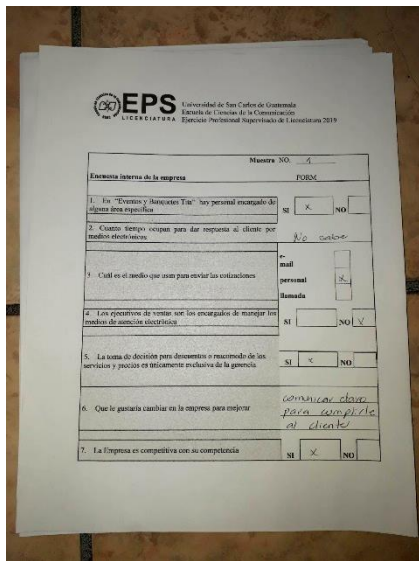 EPS
LICENCIATURA
Universidad de San Carlos de Guatemala
Escuela de Ciencias de la Comunicación
Ejercicio Profesional Supervisado de Licenciatura 2019
Muestra NO. 1
Encuesta interna de la empresa FORM
1. En "Eventos y Banquetes Tita" hay personal encargado de
alguna área específica
SI X NO
2. Cuanto tiempo ocupan para dar respuesta al cliente por
medios electrónicos
No sabe
3. Cuál es el medio que usan para enviar las cotizaciones
e-
mail
personal X
llamada
4. Los ejecutivos de ventas son los encargados de manejar los
medios de atención electrónica
SI NO X
5. La toma de decisión para descuentos o reacomodo de los
servicios y precios es únicamente exclusiva de la gerencia
SI X NO
6. Que le gustaría cambiar en la empresa para mejorar
comunicar claro
para cumplirle
al cliente
7. La Empresa es competitiva con su competencia
SI X NO